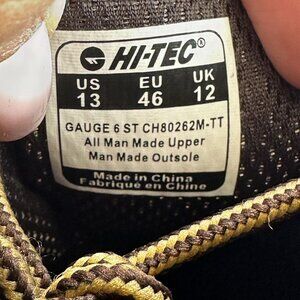 HI-TEC®
US EU UK
13 46 12
GAUGE 6 ST CH80262M-TT
All Man Made Upper
Man Made Outsole
Made in China
Fabriqué en Chine